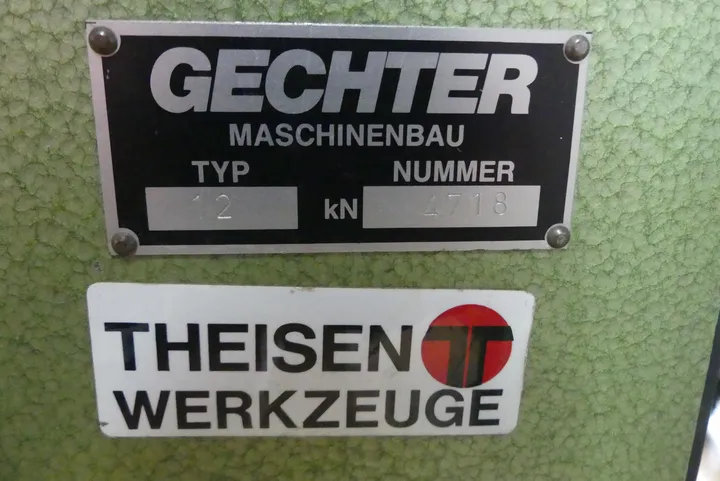 GECHTER
MASCHINENBAU
TYP NUMMER
12 kN 4718
THEISEN
WERKZEUGE